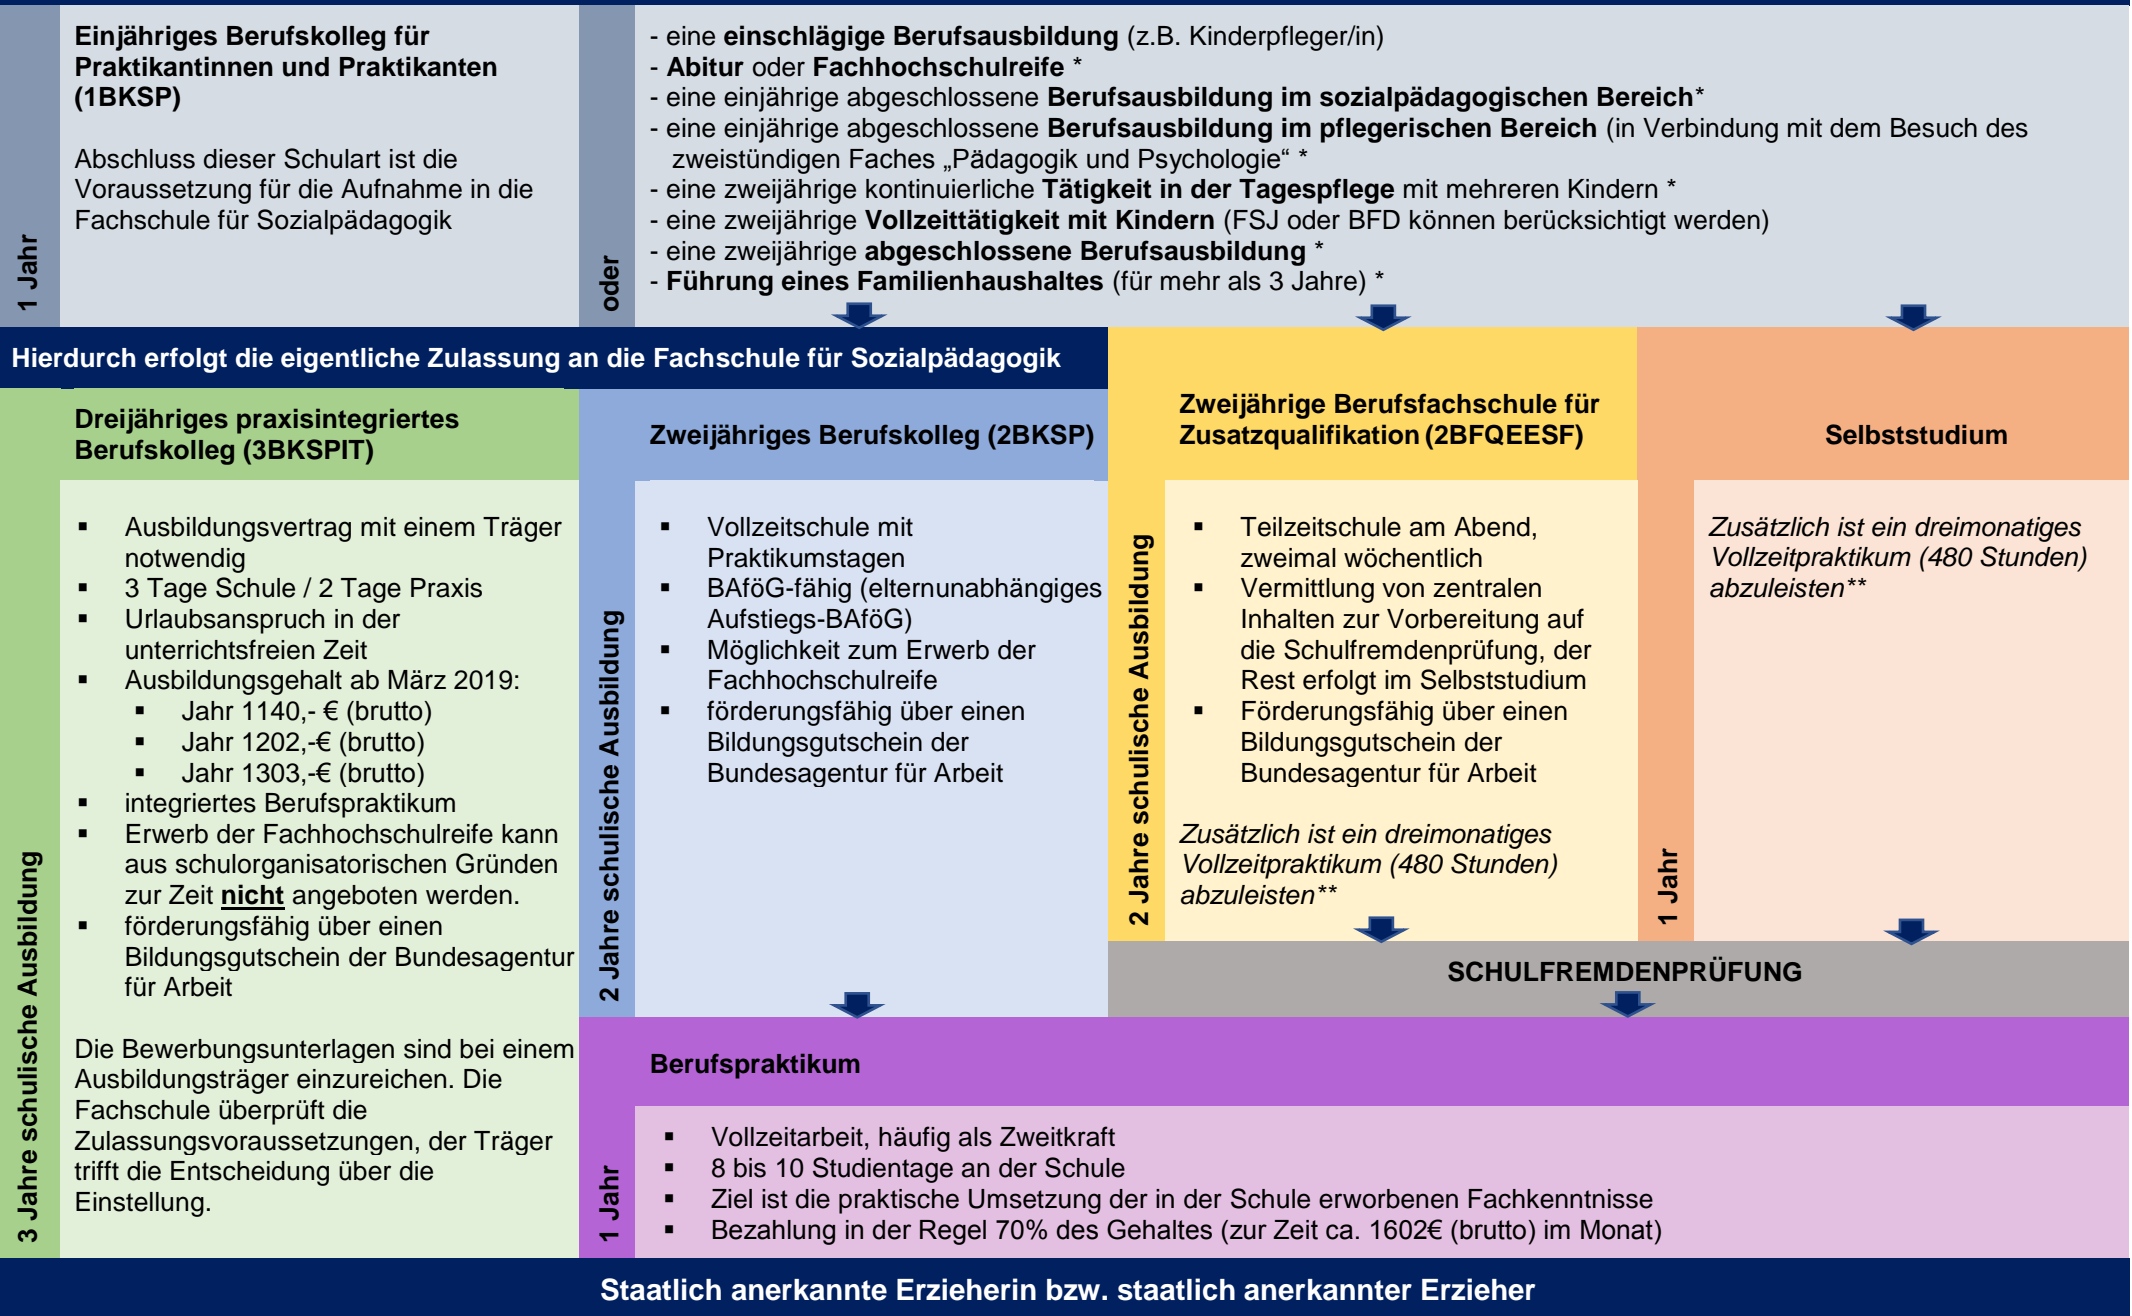 Einjähriges Berufskolleg für
Praktikantinnen und Praktikanten
(1BKSP)
Abschluss dieser Schulart ist die
Voraussetzung für die Aufnahme in die
Fachschule für Sozialpädagogik
1 Jahr
oder
- eine einschlägige Berufsausbildung (z.B. Kinderpfleger/in)
- Abitur oder Fachhochschulreife *
- eine einjährige abgeschlossene Berufsausbildung im sozialpädagogischen Bereich*
- eine einjährige abgeschlossene Berufsausbildung im pflegerischen Bereich (in Verbindung mit dem Besuch des
zweistündigen Faches „Pädagogik und Psychologie“ *
- eine zweijährige kontinuierliche Tätigkeit in der Tagespflege mit mehreren Kindern *
- eine zweijährige Vollzeittätigkeit mit Kindern (FSJ oder BFD können berücksichtigt werden)
- eine zweijährige abgeschlossene Berufsausbildung *
- Führung eines Familienhaushaltes (für mehr als 3 Jahre) *
Hierdurch erfolgt die eigentliche Zulassung an die Fachschule für Sozialpädagogik
3 Jahre schulische Ausbildung
Dreijähriges praxisintegriertes
Berufskolleg (3BKSPIT)
▪ Ausbildungsvertrag mit einem Träger
notwendig
▪ 3 Tage Schule / 2 Tage Praxis
▪ Urlaubsanspruch in der
unterrichtsfreien Zeit
▪ Ausbildungsgehalt ab März 2019:
▪ Jahr 1140,- € (brutto)
▪ Jahr 1202,-€ (brutto)
▪ Jahr 1303,-€ (brutto)
▪ integriertes Berufspraktikum
▪ Erwerb der Fachhochschulreife kann
aus schulorganisatorischen Gründen
zur Zeit nicht angeboten werden.
▪ förderungsfähig über einen
Bildungsgutschein der Bundesagentur
für Arbeit
Die Bewerbungsunterlagen sind bei einem
Ausbildungsträger einzureichen. Die
Fachschule überprüft die
Zulassungsvoraussetzungen, der Träger
trifft die Entscheidung über die
Einstellung.
2 Jahre schulische Ausbildung
Zweijähriges Berufskolleg (2BKSP)
▪ Vollzeitschule mit
Praktikumstagen
▪ BAföG-fähig (elternunabhängiges
Aufstiegs-BAföG)
▪ Möglichkeit zum Erwerb der
Fachhochschulreife
▪ förderungsfähig über einen
Bildungsgutschein der
Bundesagentur für Arbeit
2 Jahre schulische Ausbildung
Zweijährige Berufsfachschule für
Zusatzqualifikation (2BFQEESF)
▪ Teilzeitschule am Abend,
zweimal wöchentlich
▪ Vermittlung von zentralen
Inhalten zur Vorbereitung auf
die Schulfremdenprüfung, der
Rest erfolgt im Selbststudium
▪ Förderungsfähig über einen
Bildungsgutschein der
Bundesagentur für Arbeit
Zusätzlich ist ein dreimonatiges
Vollzeitpraktikum (480 Stunden)
abzuleisten**
1 Jahr
Selbststudium
Zusätzlich ist ein dreimonatiges
Vollzeitpraktikum (480 Stunden)
abzuleisten**
SCHULFREMDENPRÜFUNG
1 Jahr
Berufspraktikum
▪ Vollzeitarbeit, häufig als Zweitkraft
▪ 8 bis 10 Studientage an der Schule
▪ Ziel ist die praktische Umsetzung der in der Schule erworbenen Fachkenntnisse
▪ Bezahlung in der Regel 70% des Gehaltes (zur Zeit ca. 1602€ (brutto) im Monat)
Staatlich anerkannte Erzieherin bzw. staatlich anerkannter Erzieher